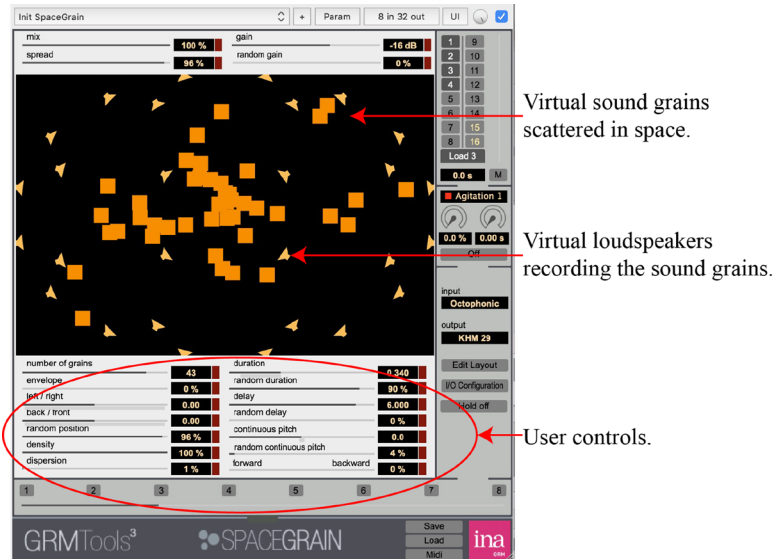 Init SpaceGrain + Param 8 in 32 out UI
mix 100 % gain -16 dB
spread 96 % random gain 0 %
1 9
2 10
3 11
4 12
5 13
6 14
7 15
8 16
Load 3
0.0 s M
Agitation 1
0.0 % 0.00 s
Off
input
Octophonic
output
KHM 29
Edit Layout
I/O Configuration
Hold off
Virtual sound grains
scattered in space.
Virtual loudspeakers
recording the sound grains.
User controls.
number of grains 43 duration 0.340
envelope 0 % random duration 90 %
left / right 0.00 delay 6.000
back / front 0.00 random delay 0 %
random position 96 % continuous pitch 0.0
density 100 % random continuous pitch 4 %
dispersion 1 % forward backward 0 %
1 2 3 4 5 6 7 8
GRMTools3 SPACEGRAIN
Save
Load
Midi
ina
GRM